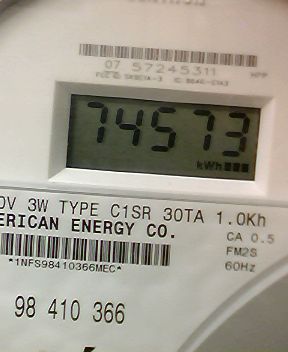 07 57245311
74573
kWh
0V 3W TYPE C1SR 30TA 1.0Kh
ERICAN ENERGY CO.
CA 0.5
FM2S
60Hz
*1NFS98410366MEC*
98 410 366